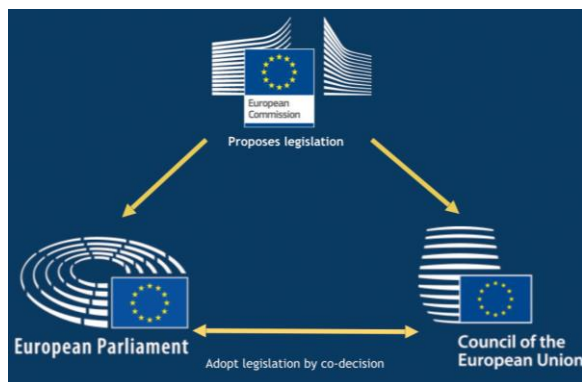 European
Commission
Proposes legislation
European Parliament
Council of the
European Union
Adopt legislation by co-decision